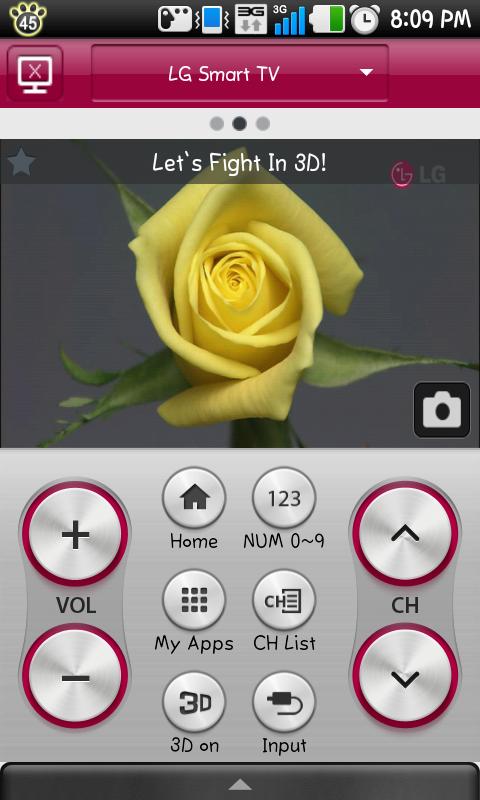 45
3G
3G
8:09 PM
LG Smart TV
Let's Fight In 3D!
LG
+
VOL
−
Home
123
NUM 0~9
My Apps
CH
CH List
3D
3D on
Input
CH